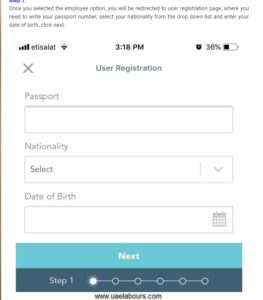 Step 1:
Once you selected the employee option, you will be redirected to user registration page, where you
need to write your passport number, select your nationality from the drop down list and enter your
date of birth, click next.
etisalat 3:18 PM 36%
User Registration
Passport
Nationality
Select
Date of Birth
Next
Step 1
www.uaelabours.com